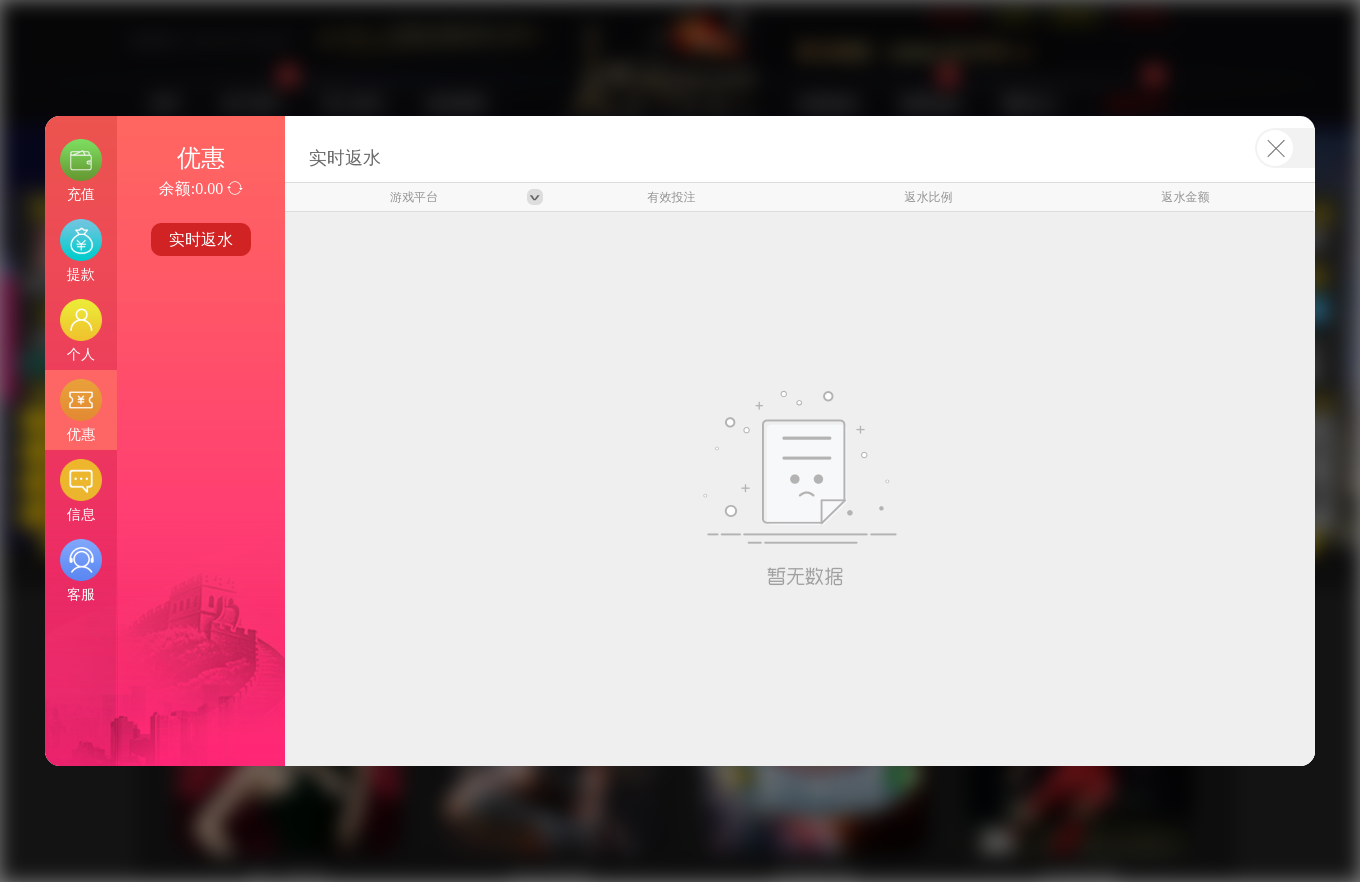 充值
提款
个人
优惠
信息
客服
优惠
余额:0.00
实时返水
实时返水
游戏平台 有效投注 返水比例 返水金额
暂无数据